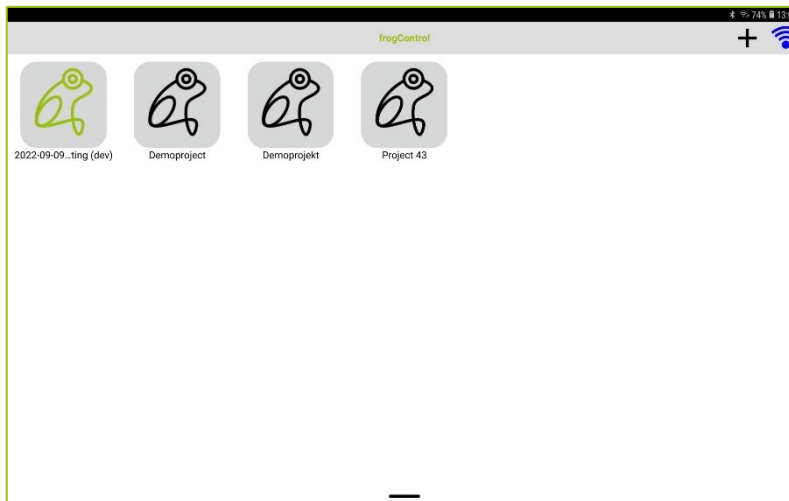 74%
frogControl
2022-09-09...ting (dev)
Demoproject
Demoprojekt
Project 43